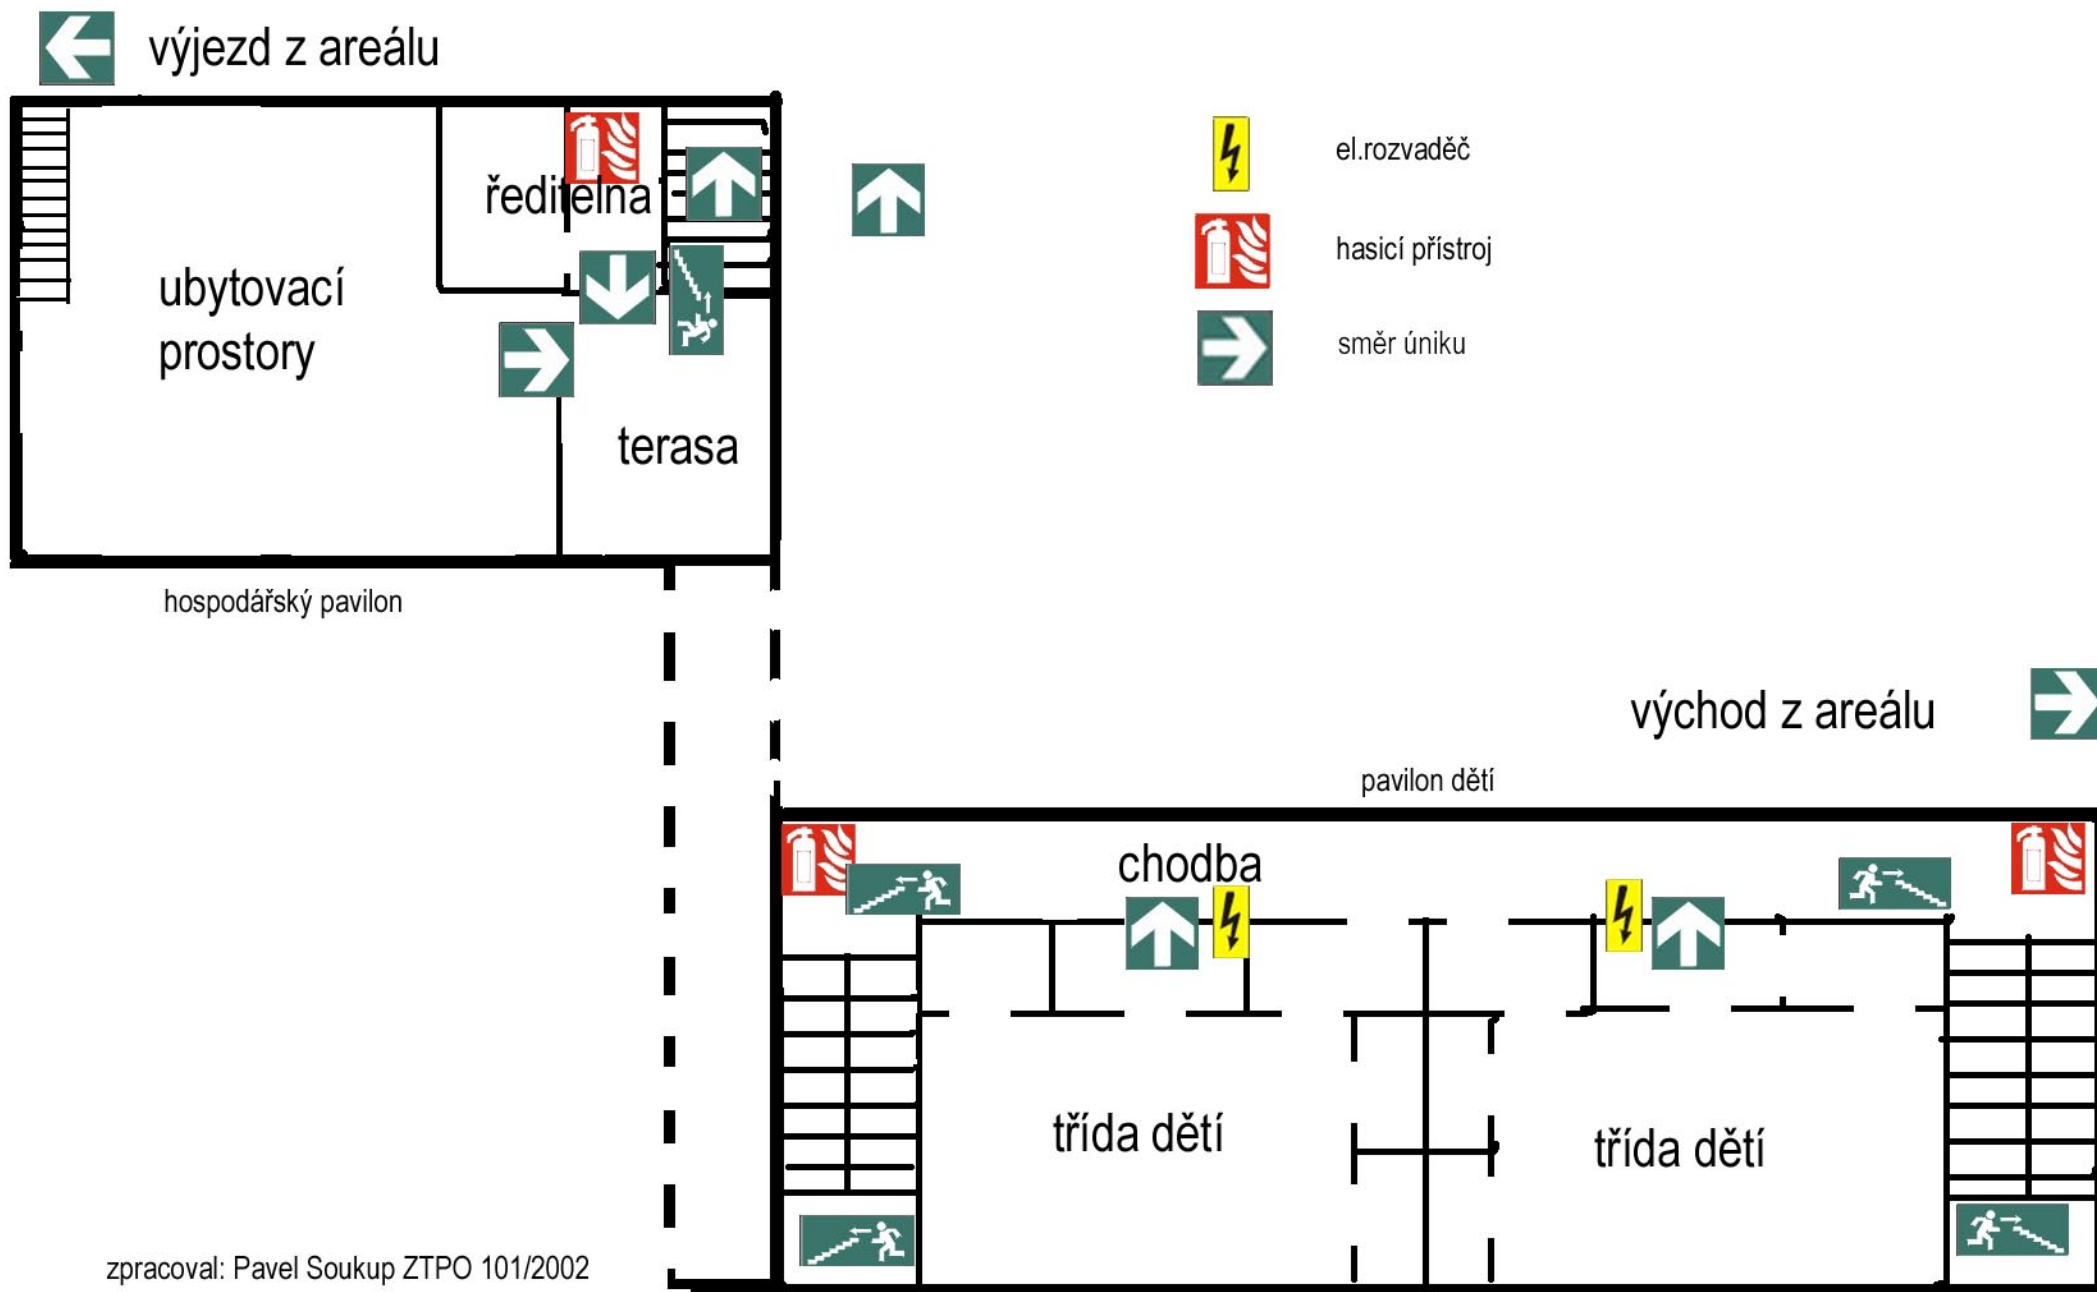 výjezd z areálu
ředitelna
ubytovací
prostory
terasa
hospodářský pavilon
el.rozvaděč
hasicí přístroj
směr úniku
východ z areálu
pavilon dětí
chodba
třída dětí
třída dětí
zpracoval: Pavel Soukup ZTPO 101/2002